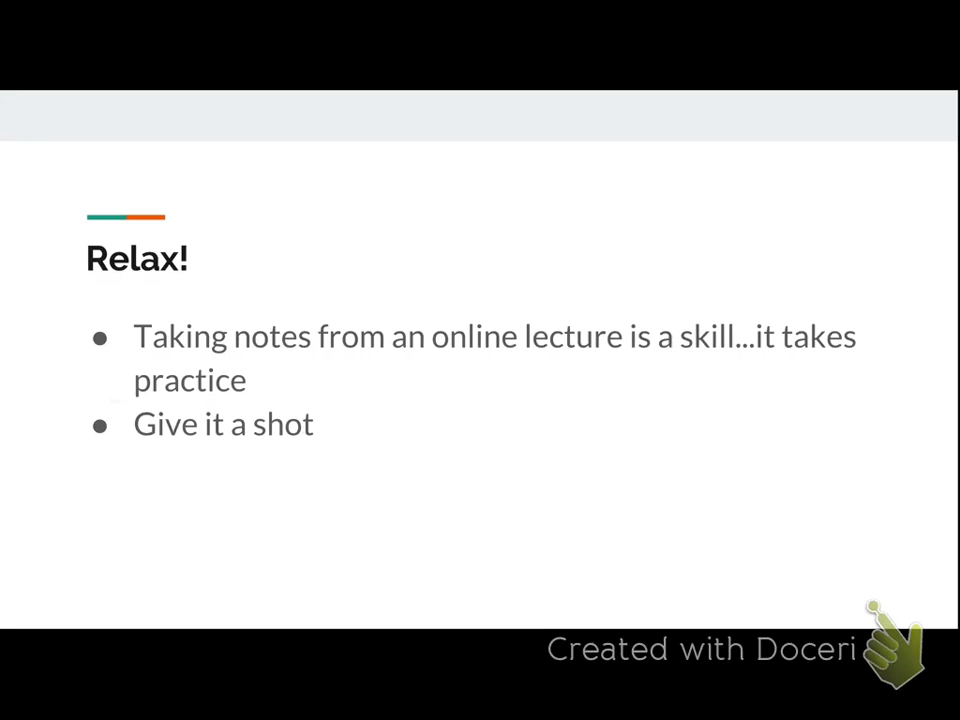 Relax!
● Taking notes from an online lecture is a skill...it takes
practice
● Give it a shot
Created with Doceri